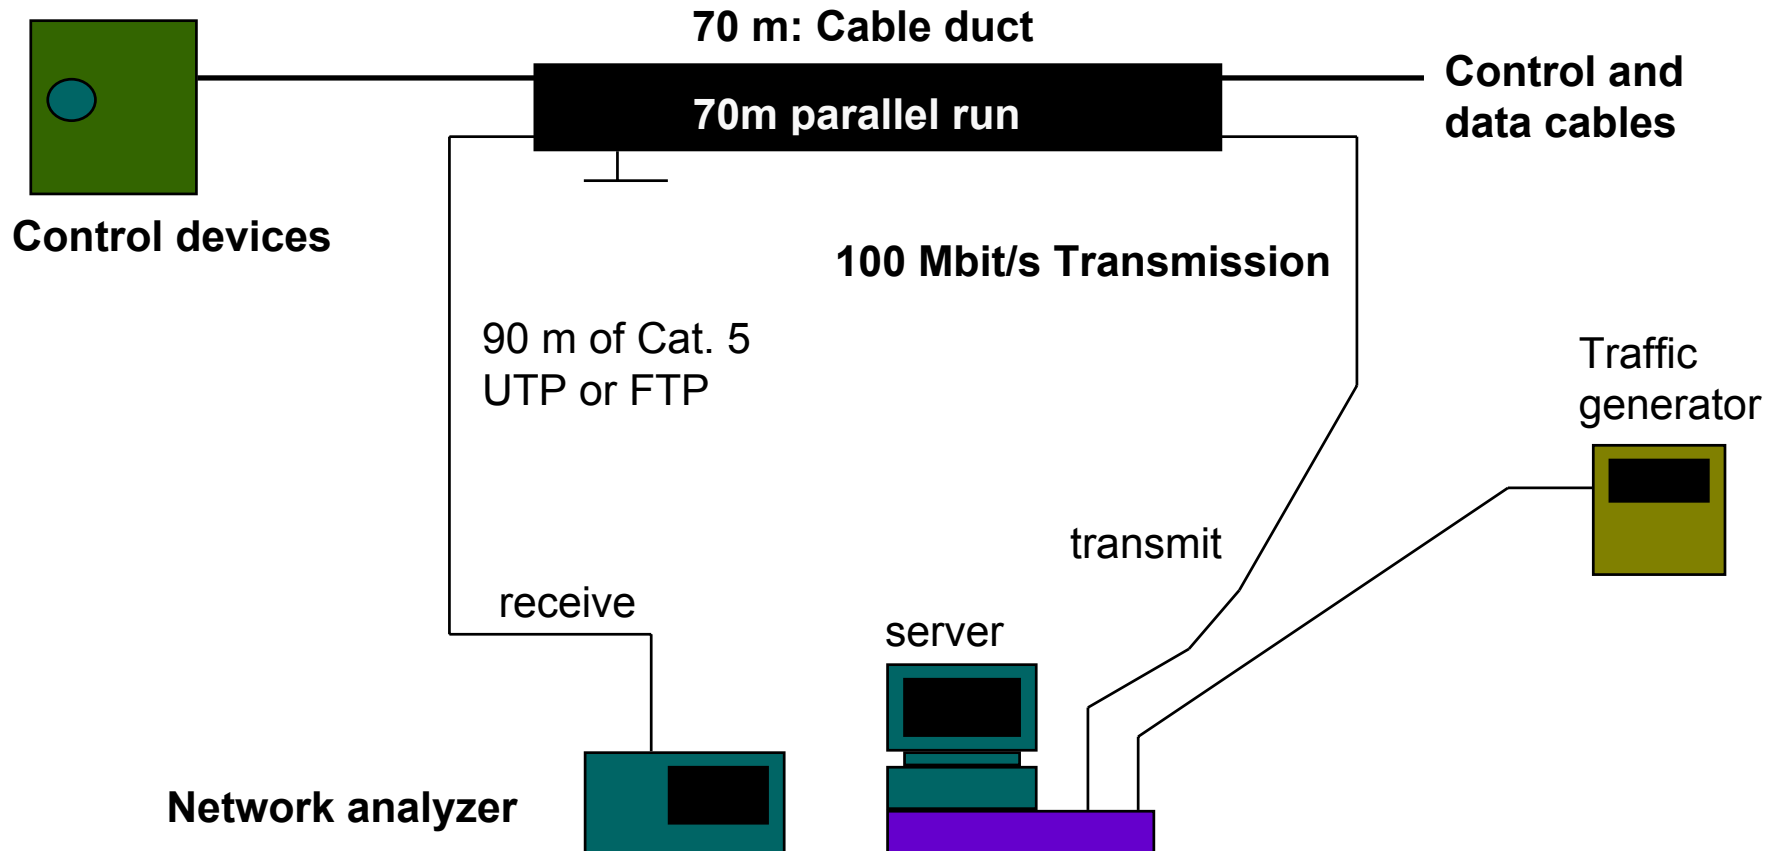 70 m: Cable duct
Control and
data cables
70m parallel run
Control devices
100 Mbit/s Transmission
90 m of Cat. 5
UTP or FTP
Traffic
generator
transmit
receive
server
Network analyzer